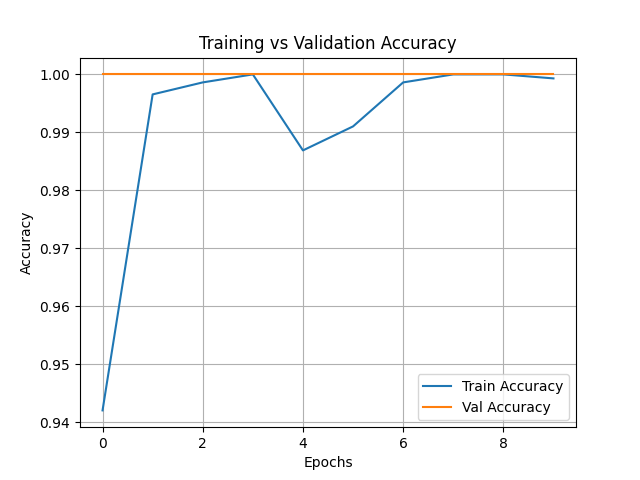 Training vs Validation Accuracy
1.00
0.99
0.98
0.97
0.96
0.95
0.94
Accuracy
Train Accuracy
Val Accuracy
0 2 4 6 8
Epochs